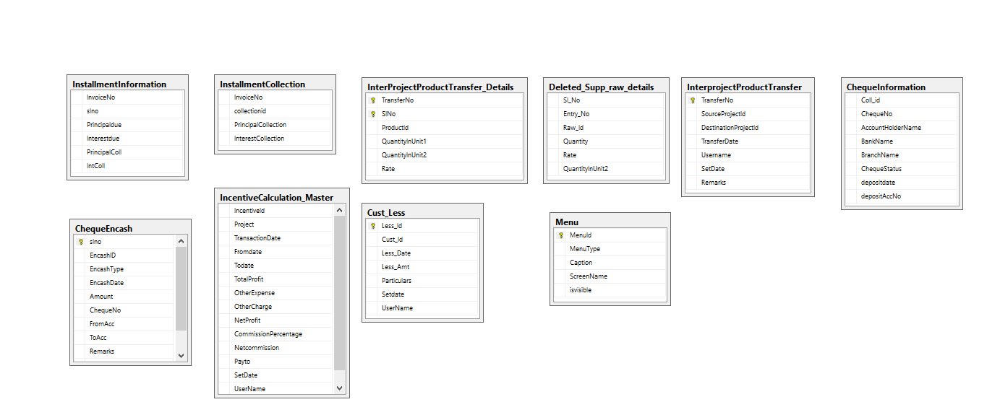 InstallmentInformation
InvoiceNo
slno
Principaldue
Interestdue
PrincipalColl
IntColl
InstallmentCollection
InvoiceNo
collectionid
PrincipalCollection
InterestCollection
InterProjectProductTransfer_Details
TransferNo
SlNo
ProductId
QuantityInUnit1
QuantityInUnit2
Rate
Deleted_Supp_raw_details
Sl_No
Entry_No
Raw_Id
Quantity
Rate
QuantityInUnit2
InterprojectProductTransfer
TransferNo
SourceProjectId
DestinationProjectId
TransferDate
Username
SetDate
Remarks
ChequeInformation
Coll_id
ChequeNo
AccountHolderName
BankName
BranchName
ChequeStatus
depositdate
depositAccNo
ChequeEncash
slno
EncashID
EncashType
EncashDate
Amount
ChequeNo
FromAcc
ToAcc
Remarks
IncentiveCalculation_Master
IncentiveId
Project
TransactionDate
Fromdate
Todate
TotalProfit
OtherExpense
OtherCharge
NetProfit
CommissionPercentage
Netcommission
Payto
SetDate
UserName
Cust_Less
Less_Id
Cust_Id
Less_Date
Less_Amt
Particulars
Setdate
UserName
Menu
MenuId
MenuType
Caption
ScreenName
isvisible